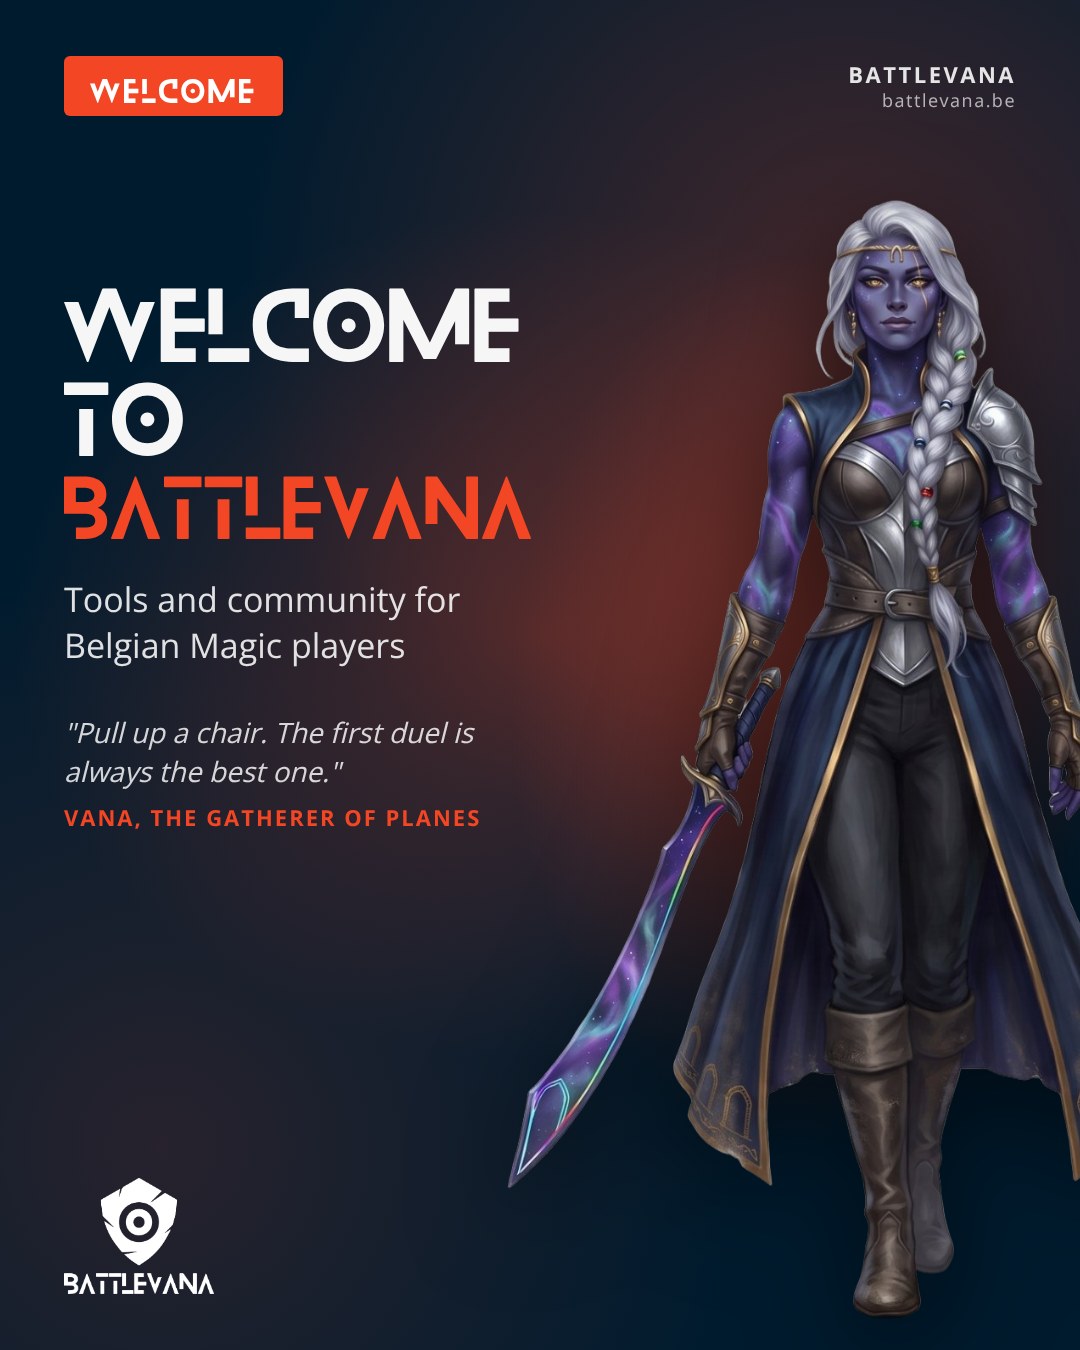 WELCOME
BATTLEVANA
battlevana.be
WELCOME
TO
BATTLEVANA
Tools and community for
Belgian Magic players
"Pull up a chair. The first duel is
always the best one."
VANA, THE GATHERER OF PLANES
BATTLEVANA